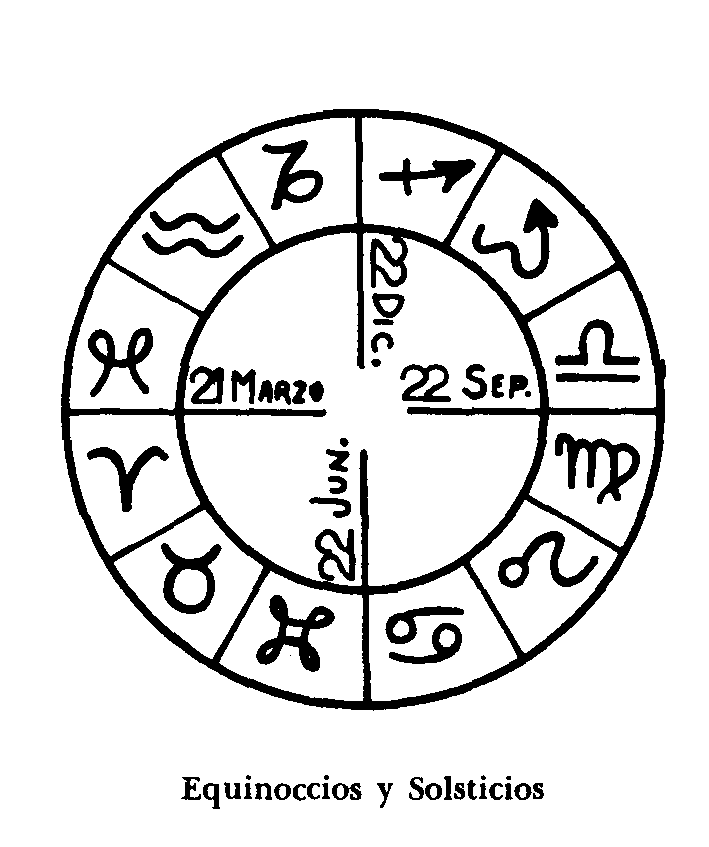 22 DIC.
21 MARZO
22 SEP.
22 JUN.
Equinoccios y Solsticios